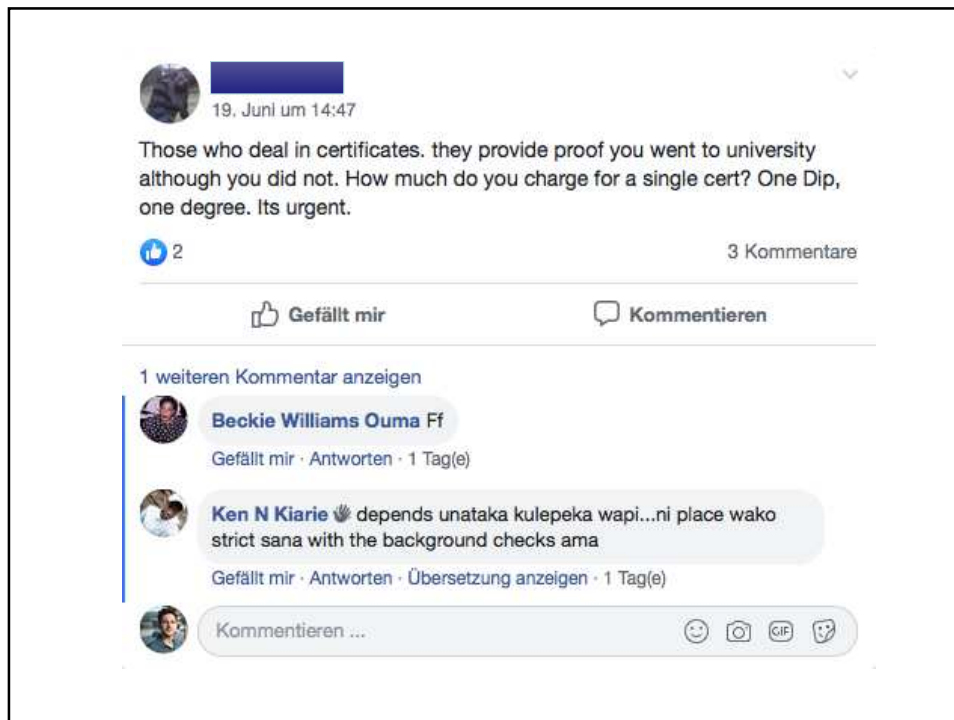 19. Juni um 14:47
Those who deal in certificates. they provide proof you went to university
although you did not. How much do you charge for a single cert? One Dip,
one degree. Its urgent.
2
3 Kommentare
Gefällt mir
Kommentieren
1 weiteren Kommentar anzeigen
Beckie Williams Ouma Ff
Gefällt mir · Antworten · 1 Tag(e)
Ken N Kiarie 👋 depends unataka kulepeka wapi...ni place wako
strict sana with the background checks ama
Gefällt mir · Antworten · Übersetzung anzeigen · 1 Tag(e)
Kommentieren ...
GIF